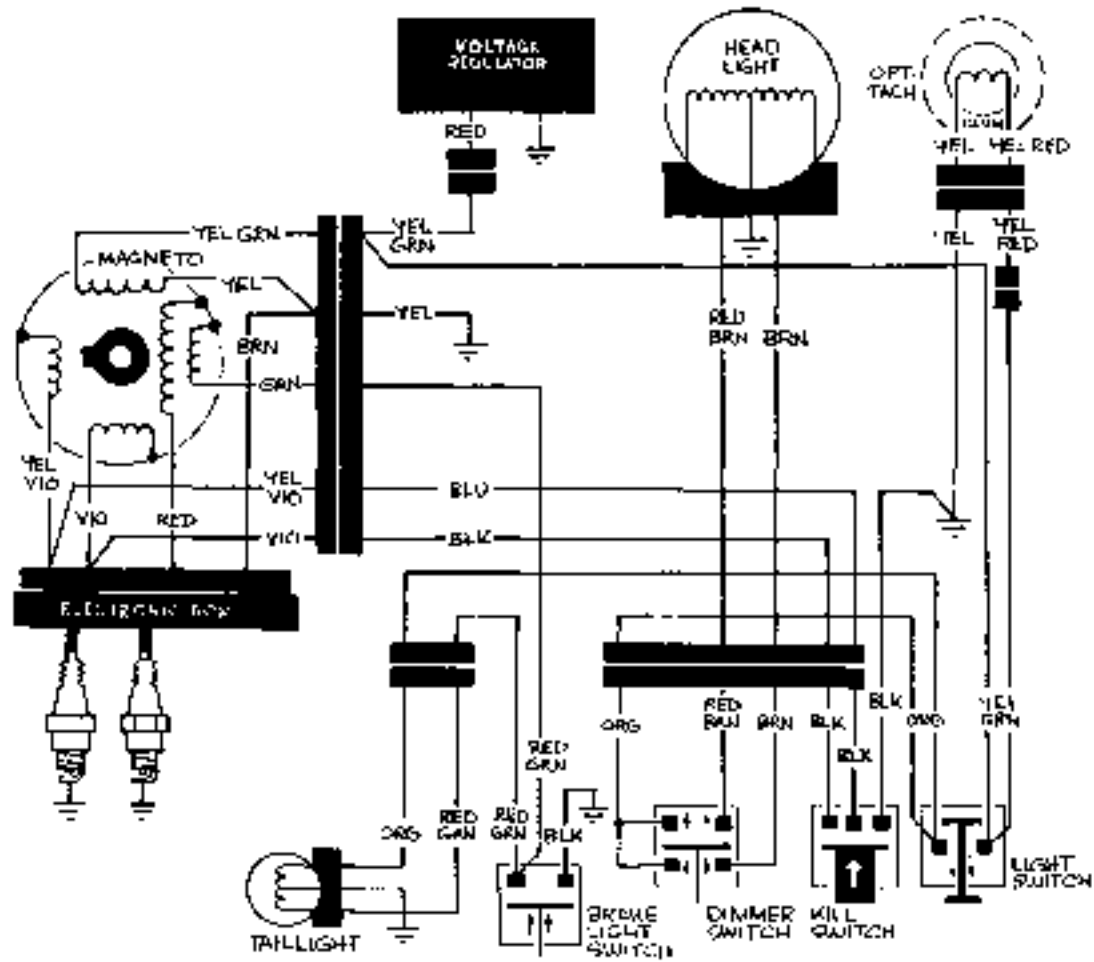 VOLTAGE
REGULATOR
HEAD
LIGHT
OPT.
TACH
RED
YEL
YEL RED
YEL GRN
YEL
GRN
MAGNETO
YEL
RED
YEL
YEL
RED
BRN
BRN
YEL
BRN
GRN
YEL
VIO
YEL
VIO
BLU
VIO
RED
VIO
BLK
ELECTRONIC BOX
ORG
RED
BRN
BRN
BLK
BLK
ORG
YEL
GRN
BLK
RED
GRN
ORG
RED
GRN
RED
GRN
BLK
LIGHT
SWITCH
TAILLIGHT
BRAKE
LIGHT
SWITCH
DIMMER
SWITCH
KILL
SWITCH